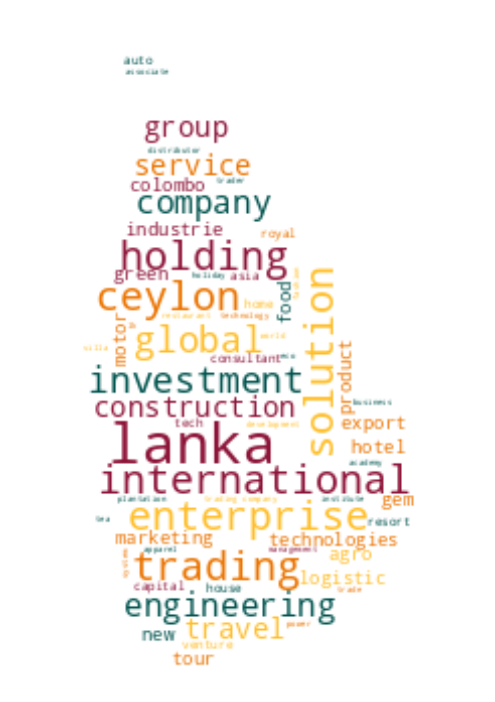 auto
associate
group
distributor
service
colombo trader
company
industrie royal
holding
green holiday asia
ceylon
home
food
fashion
solution
restaurant technology
motor
global world
villa
consultant eco
investment
product
construction business
tech development
export
lanka
hotel
academy
international
plantation trading company institute
gem
enterprise
tea resort
marketing technologies
apparel management
agro
system
trading
logistic
capital house trade
engineering
new travel power
venture
tour